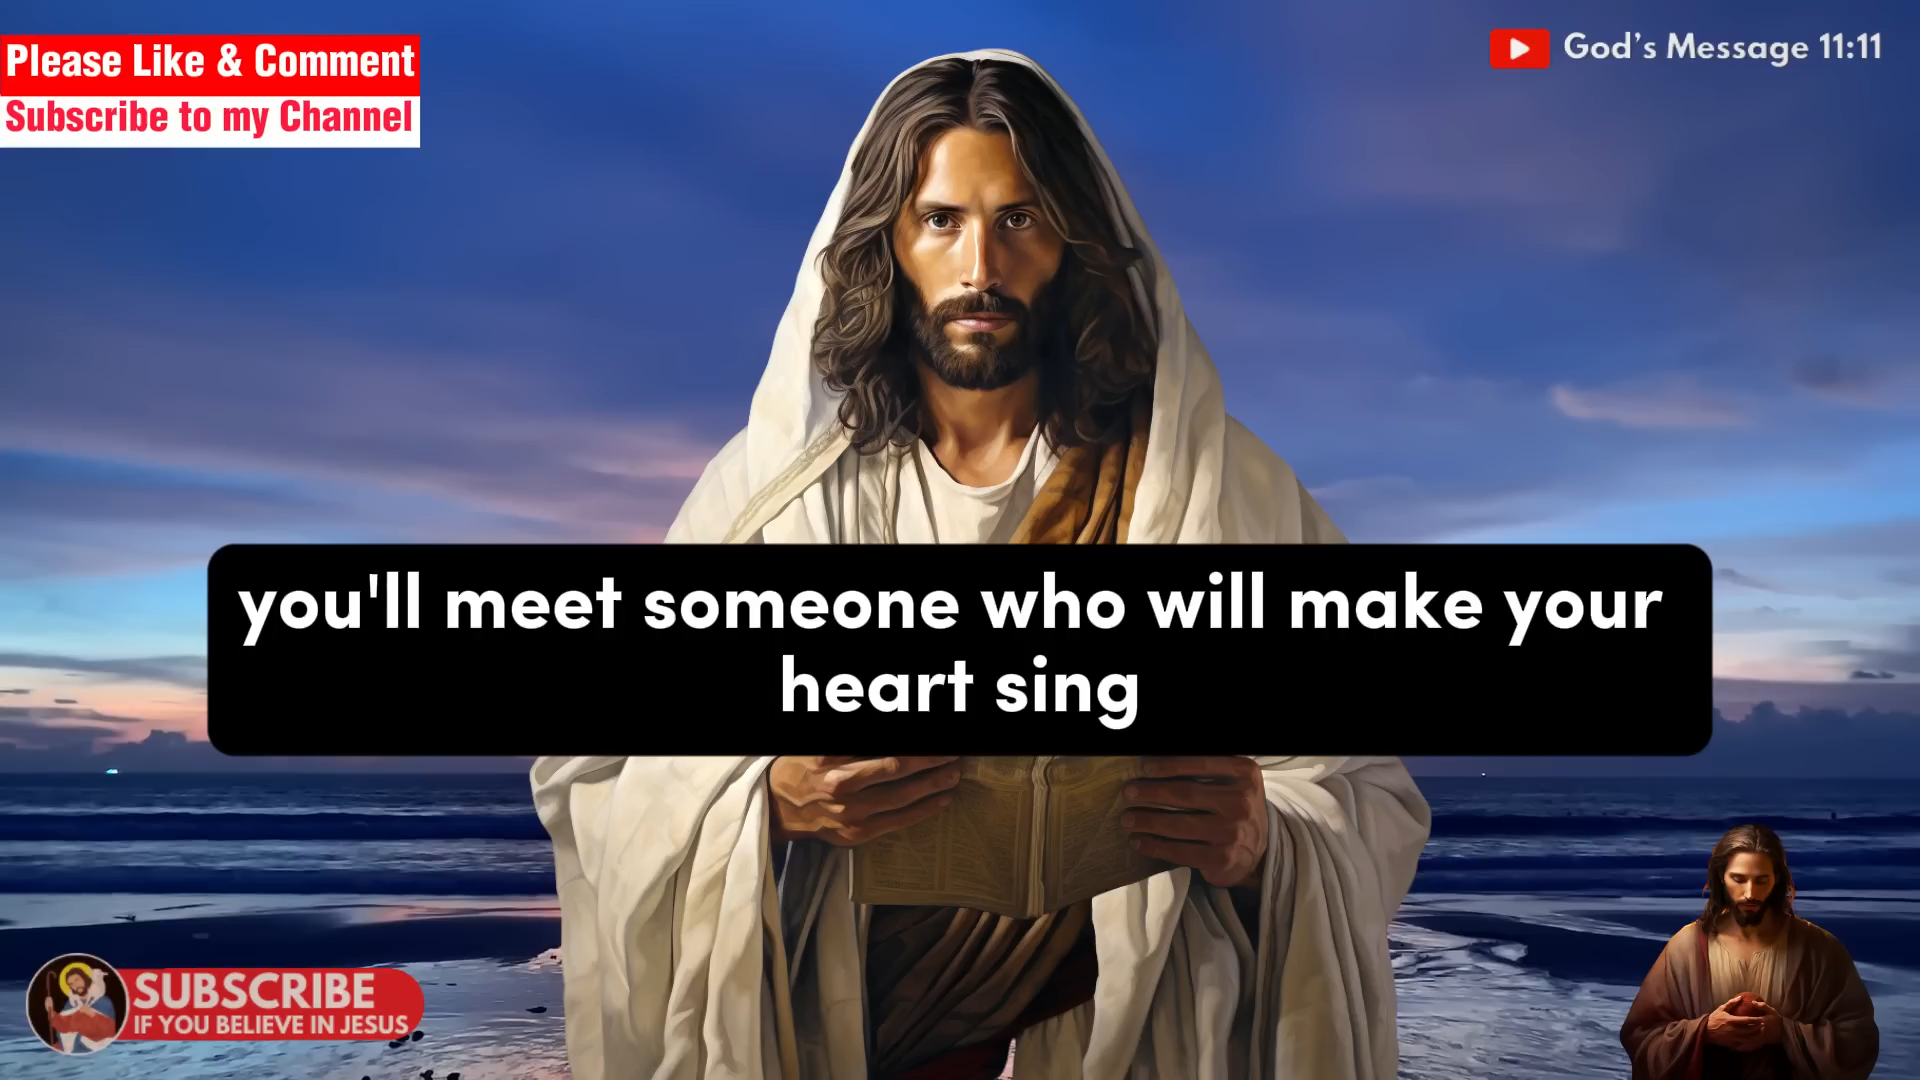 Please Like & Comment
Subscribe to my Channel
God's Message 11:11
you'll meet someone who will make your
heart sing
SUBSCRIBE
IF YOU BELIEVE IN JESUS